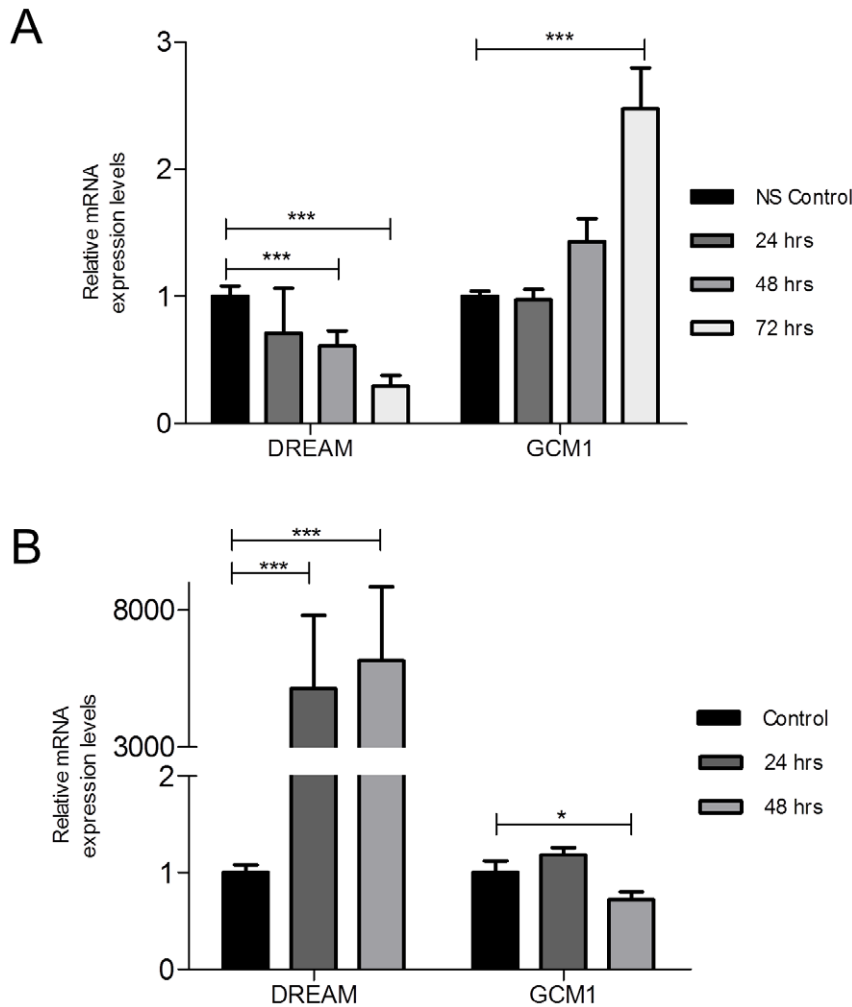 A
3
2
1
0
Relative mRNA
expression levels
***
***
***
DREAM
GCM1
NS Control
24 hrs
48 hrs
72 hrs
B
8000
3000
2
1
0
Relative mRNA
expression levels
***
***
*
DREAM
GCM1
Control
24 hrs
48 hrs